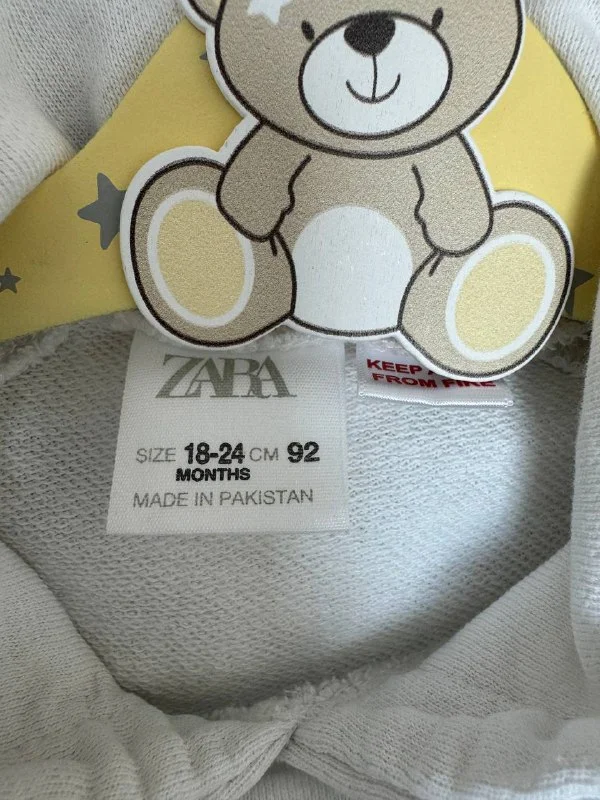 ZARA
SIZE 18-24 CM 92
MONTHS
MADE IN PAKISTAN
KEEP
FROM FIRE